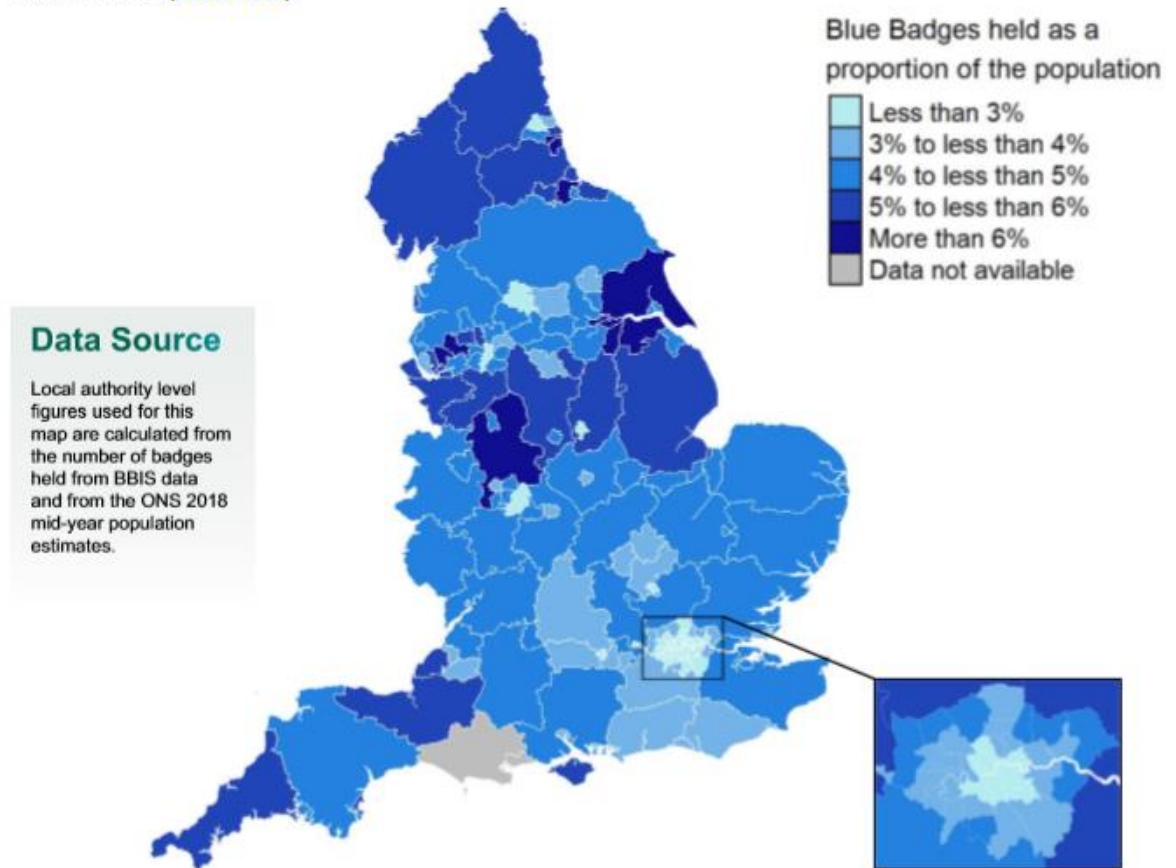 Blue Badges held as a
proportion of the population
Less than 3%
3% to less than 4%
4% to less than 5%
5% to less than 6%
More than 6%
Data not available
Data Source
Local authority level
figures used for this
map are calculated from
the number of badges
held from BBIS data
and from the ONS 2018
mid-year population
estimates.